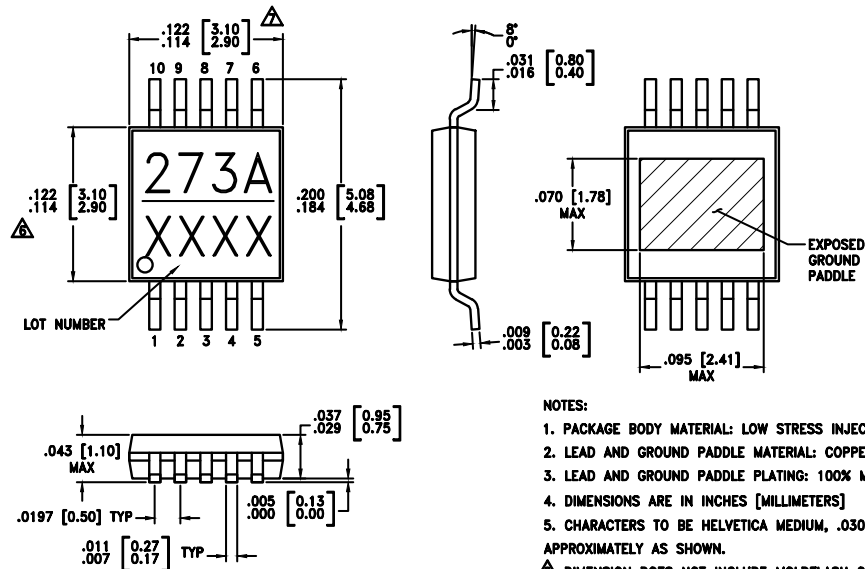 .122 [3.10]
.114 [2.90]
7
10 9 8 7 6
.122 [3.10]
.114 [2.90]
6
273A
XXXX
.200 [5.08]
.184 [4.68]
LOT NUMBER
1 2 3 4 5
8°
0°
.031 [0.80]
.016 [0.40]
.009 [0.22]
.003 [0.08]
.070 [1.78]
MAX
EXPOSED
GROUND
PADDLE
.095 [2.41]
MAX
.043 [1.10]
MAX
.037 [0.95]
.029 [0.75]
.005 [0.13]
.000 [0.00]
.0197 [0.50] TYP
.011 [0.27]
.007 [0.17] TYP
NOTES:
1. PACKAGE BODY MATERIAL: LOW STRESS INJEC
2. LEAD AND GROUND PADDLE MATERIAL: COPPE
3. LEAD AND GROUND PADDLE PLATING: 100% M
4. DIMENSIONS ARE IN INCHES [MILLIMETERS]
5. CHARACTERS TO BE HELVETICA MEDIUM, .030
APPROXIMATELY AS SHOWN.
DIMENSION DOES NOT INCLUDE MOLDFLASH